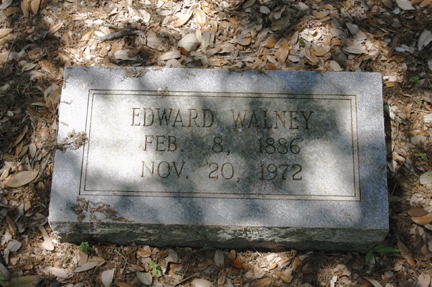 EDWARD WALNEY
FEB. 8, 1886
NOV. 20, 1972